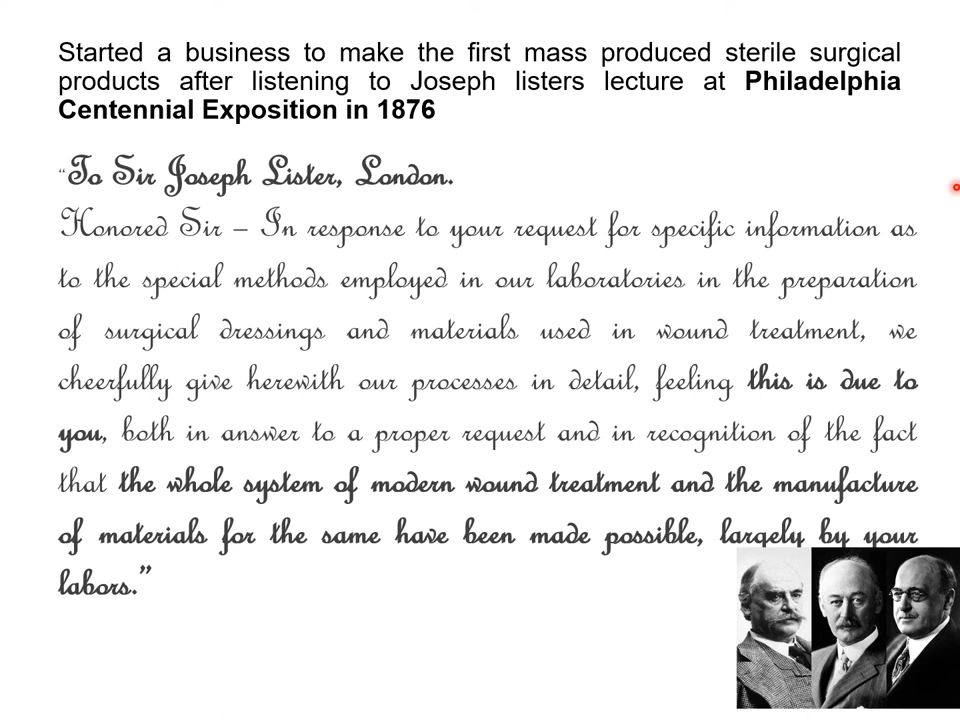 Started a business to make the first mass produced sterile surgical
products after listening to Joseph listers lecture at Philadelphia
Centennial Exposition in 1876
“To Sir Joseph Lister, London.
Honored Sir – In response to your request for specific information as
to the special methods employed in our laboratories in the preparation
of surgical dressings and materials used in wound treatment, we
cheerfully give herewith our processes in detail, feeling this is due to
you, both in answer to a proper request and in recognition of the fact
that the whole system of modern wound treatment and the manufacture
of materials for the same have been made possible, largely by your
labors.”